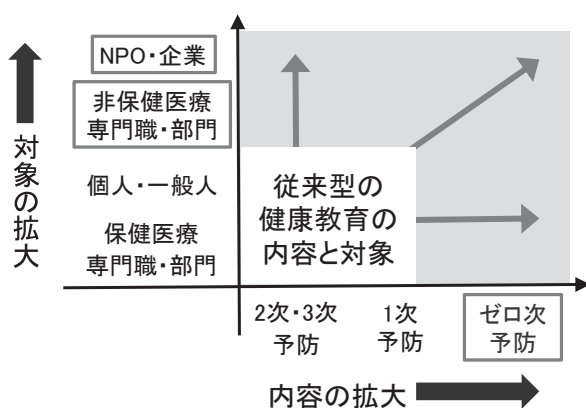 NPO・企業
非保健医療
専門職・部門
個人・一般人
保健医療
専門職・部門
対象の拡大
従来型の
健康教育の
内容と対象
2次・3次
予防
1次
予防
ゼロ次
予防
内容の拡大